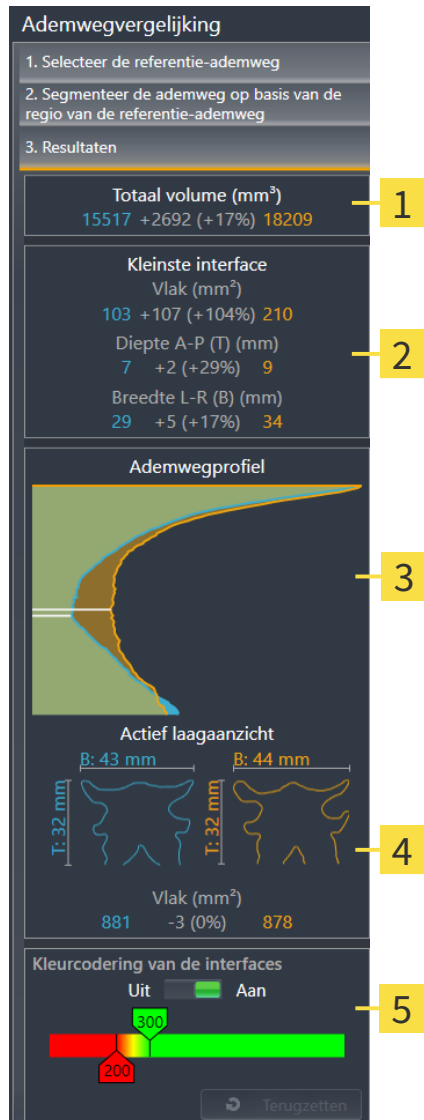 Ademwegvergelijking
1. Selecteer de referentie-ademweg
2. Segmenteer de ademweg op basis van de
regio van de referentie-ademweg
3. Resultaten
Totaal volume (mm³)
15517 +2692 (+17%) 18209
1
Kleinste interface
Vlak (mm²)
103 +107 (+104%) 210
Diepte A-P (T) (mm)
7 +2 (+29%) 9
2
Breedte L-R (B) (mm)
29 +5 (+17%) 34
Ademwegprofiel
3
Actief laagaanzicht
B: 43 mm B: 44 mm
T: 32 mm T: 32 mm
4
Vlak (mm²)
881 -3 (0%) 878
Kleurcodering van de interfaces
Uit Aan
5
300
200
Terugzetten